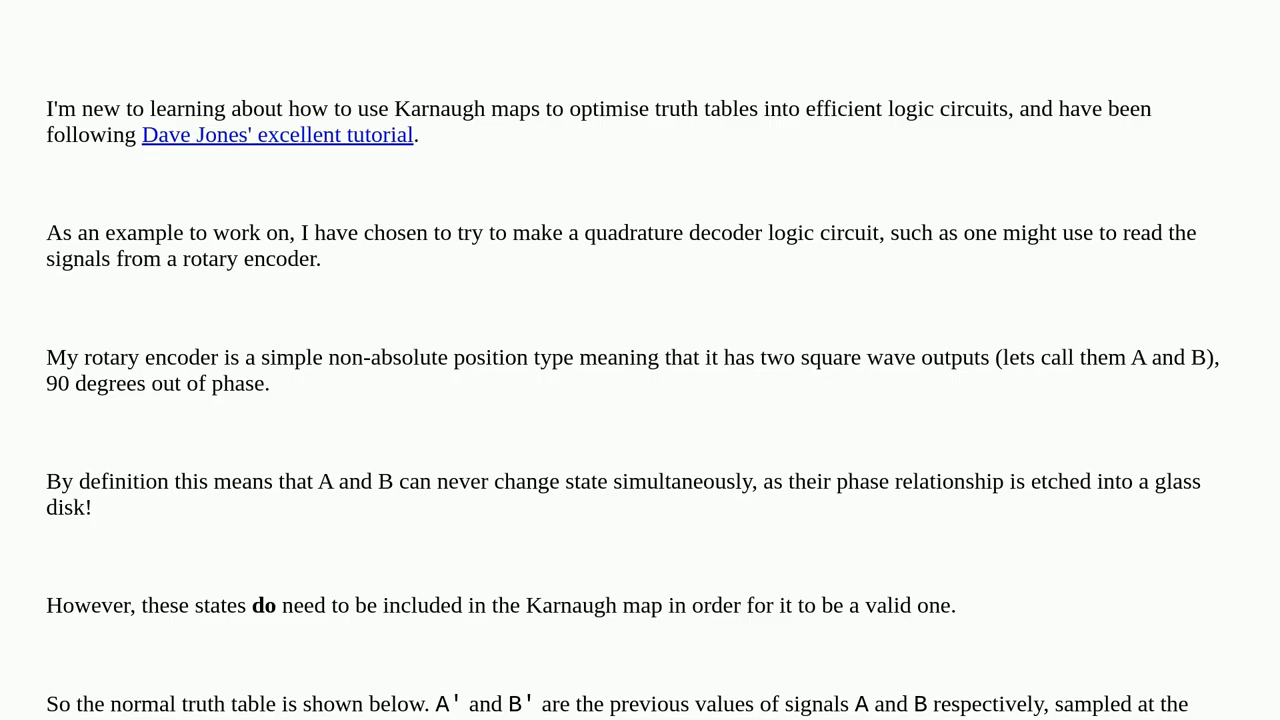 I'm new to learning about how to use Karnaugh maps to optimise truth tables into efficient logic circuits, and have been
following Dave Jones' excellent tutorial.
As an example to work on, I have chosen to try to make a quadrature decoder logic circuit, such as one might use to read the
signals from a rotary encoder.
My rotary encoder is a simple non-absolute position type meaning that it has two square wave outputs (lets call them A and B),
90 degrees out of phase.
By definition this means that A and B can never change state simultaneously, as their phase relationship is etched into a glass
disk!
However, these states do need to be included in the Karnaugh map in order for it to be a valid one.
So the normal truth table is shown below. A' and B' are the previous values of signals A and B respectively, sampled at the